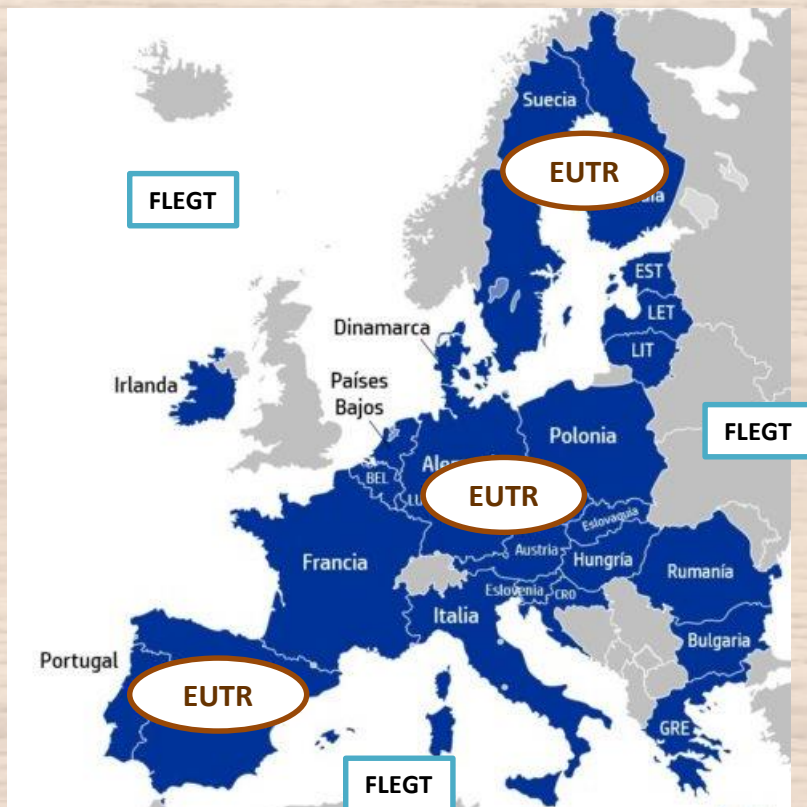 Suecia
EUTR
FLEGT
EST
LET
LIT
Dinamarca
Irlanda
Países
Bajos
Polonia
FLEGT
BEL
EUTR
Eslovaquia
Austria
Hungría
Francia
Rumanía
Eslovenia
CRO
Italia
Bulgaria
Portugal
EUTR
GRE
FLEGT